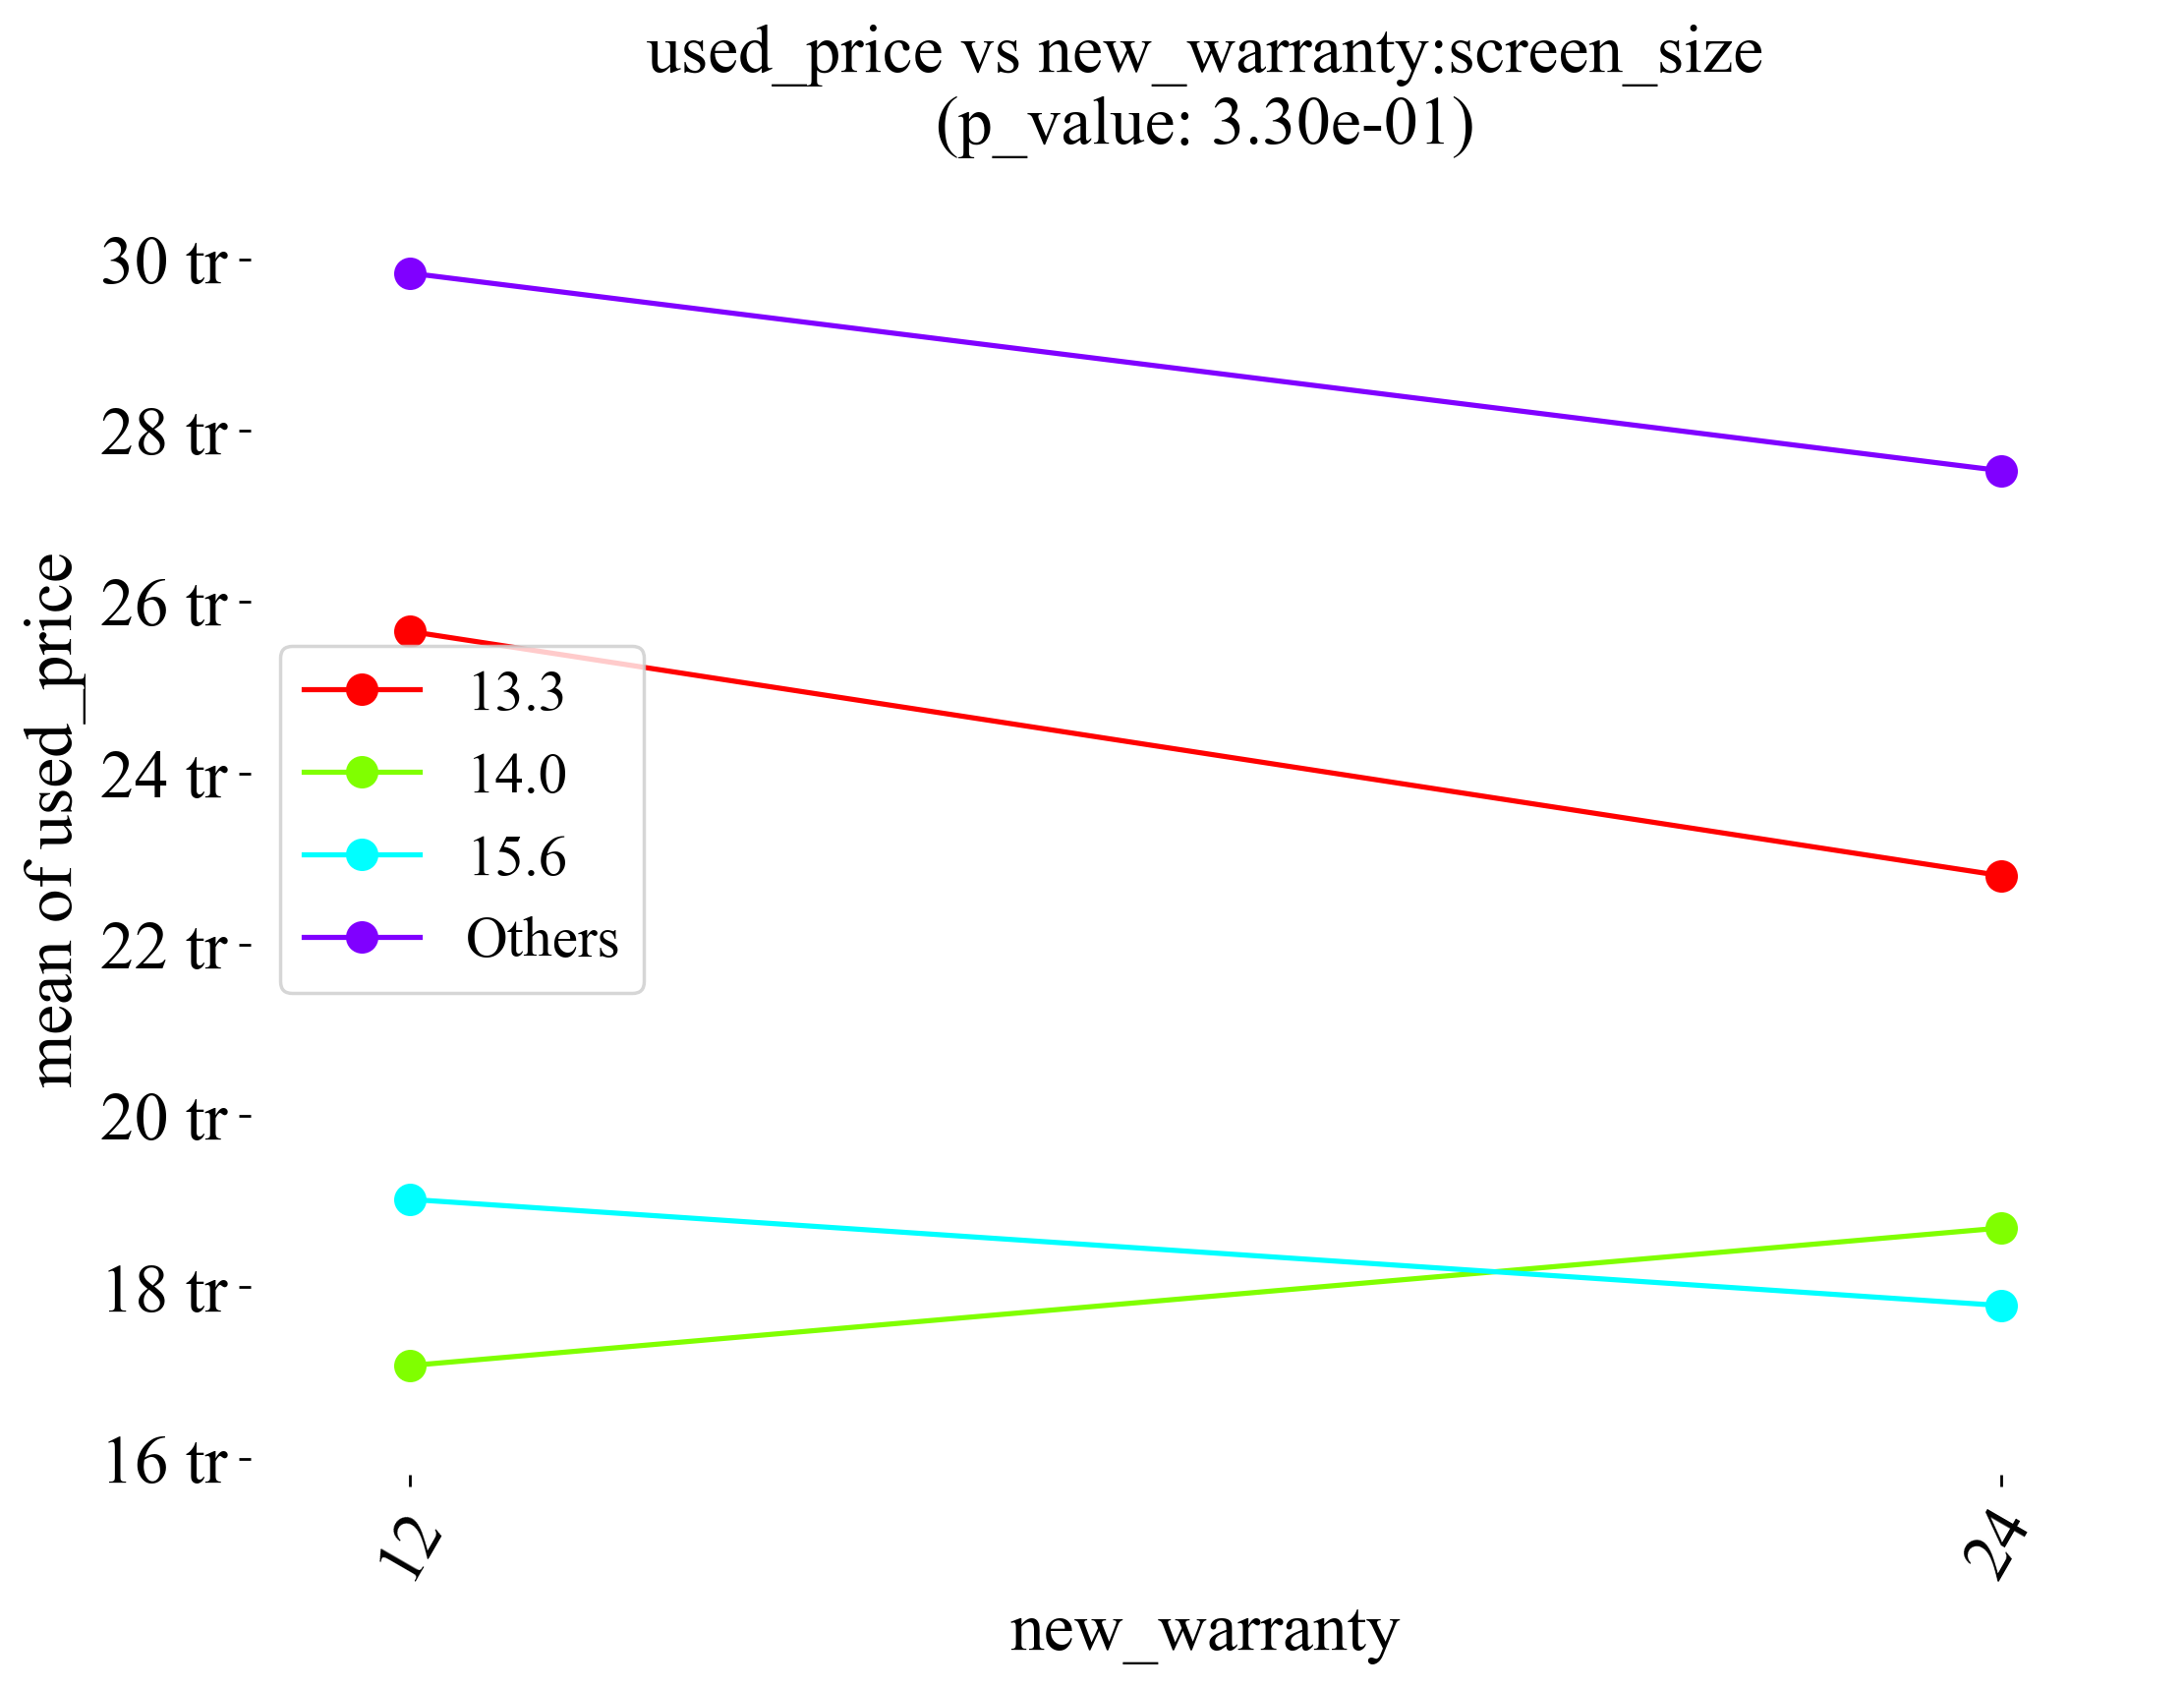 used_price vs new_warranty:screen_size
(p_value: 3.30e-01)
mean of used_price
30 tr
28 tr
26 tr
24 tr
22 tr
20 tr
18 tr
16 tr
13.3
14.0
15.6
Others
12
24
new_warranty